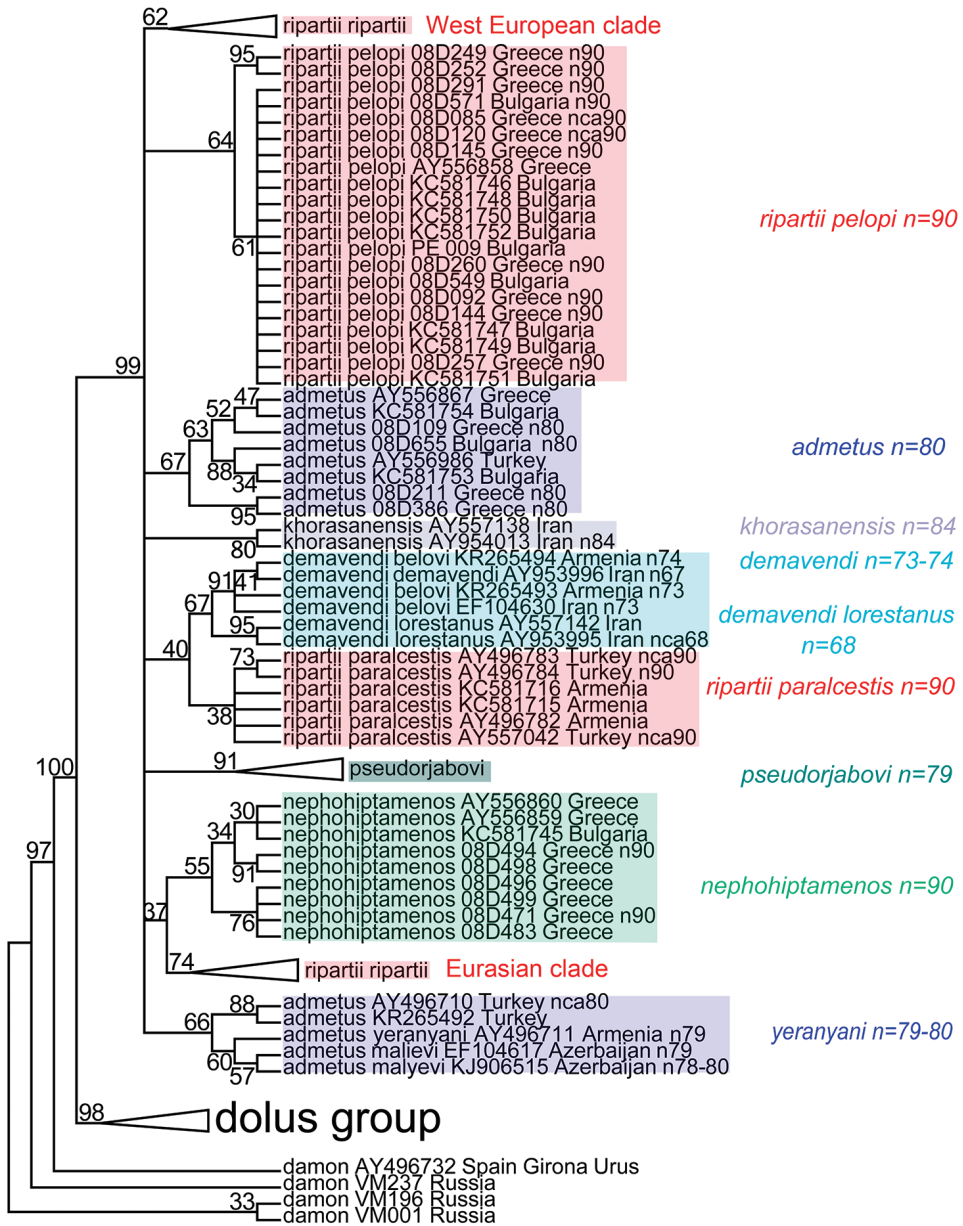 62
ripartii ripartii West European clade
95
ripartii pelopi 08D249 Greece n90
ripartii pelopi 08D252 Greece n90
ripartii pelopi 08D291 Greece n90
ripartii pelopi 08D571 Bulgaria n90
ripartii pelopi 08D085 Greece nca90
ripartii pelopi 08D120 Greece nca90
64
ripartii pelopi 08D145 Greece n90
ripartii pelopi AY556858 Greece
ripartii pelopi KC581746 Bulgaria
ripartii pelopi KC581748 Bulgaria
ripartii pelopi KC581750 Bulgaria
ripartii pelopi n=90
ripartii pelopi KC581752 Bulgaria
61
ripartii pelopi PE 009 Bulgaria
ripartii pelopi 08D260 Greece n90
ripartii pelopi 08D549 Bulgaria
ripartii pelopi 08D092 Greece n90
ripartii pelopi 08D144 Greece n90
ripartii pelopi KC581747 Bulgaria
ripartii pelopi KC581749 Bulgaria
99
ripartii pelopi 08D257 Greece n90
ripartii pelopi KC581751 Bulgaria
47
admetus AY556867 Greece
52
admetus KC581754 Bulgaria
63
admetus 08D109 Greece n80
admetus 08D655 Bulgaria n80
admetus n=80
67
88
admetus AY556986 Turkey
34
admetus KC581753 Bulgaria
admetus 08D211 Greece n80
95
admetus 08D386 Greece n80
khorasanensis AY557138 Iran
khorasanensis n=84
80
khorasanensis AY954013 Iran n84
demavendi belovi KR265494 Armenia n74
demavendi n=73-74
91
41
demavendi demavendi AY953996 Iran n67
demavendi belovi KR265493 Armenia n73
67
demavendi belovi EF104630 Iran n73
demavendi lorestanus
n=68
95
demavendi lorestanus AY557142 Iran
demavendi lorestanus AY953995 Iran nca68
40
73
ripartii paralcestis AY496783 Turkey nca90
ripartii paralcestis AY496784 Turkey n90
ripartii paralcestis KC581716 Armenia
ripartii paralcestis n=90
38
ripartii paralcestis KC581715 Armenia
ripartii paralcestis AY496782 Armenia
ripartii paralcestis AY557042 Turkey nca90
100
91
pseudorjabovi
pseudorjabovi n=79
30
nephohiptamenos AY556860 Greece
34
nephohiptamenos AY556859 Greece
nephohiptamenos KC581745 Bulgaria
97
55
nephohiptamenos 08D494 Greece n90
91
nephohiptamenos 08D498 Greece
nephohiptamenos 08D496 Greece
nephohiptamenos n=90
nephohiptamenos 08D499 Greece
37
76
nephohiptamenos 08D471 Greece n90
nephohiptamenos 08D483 Greece
74
ripartii ripartii Eurasian clade
88
admetus AY496710 Turkey nca80
66
admetus KR265492 Turkey
admetus yeranyani AY496711 Armenia n79
yeranyani n=79-80
60
admetus malievi EF104617 Azerbaijan n79
57
admetus malyevi KJ906515 Azerbaijan n78-80
98
dolus group
damon AY496732 Spain Girona Urus
damon VM237 Russia
33
damon VM196 Russia
damon VM001 Russia